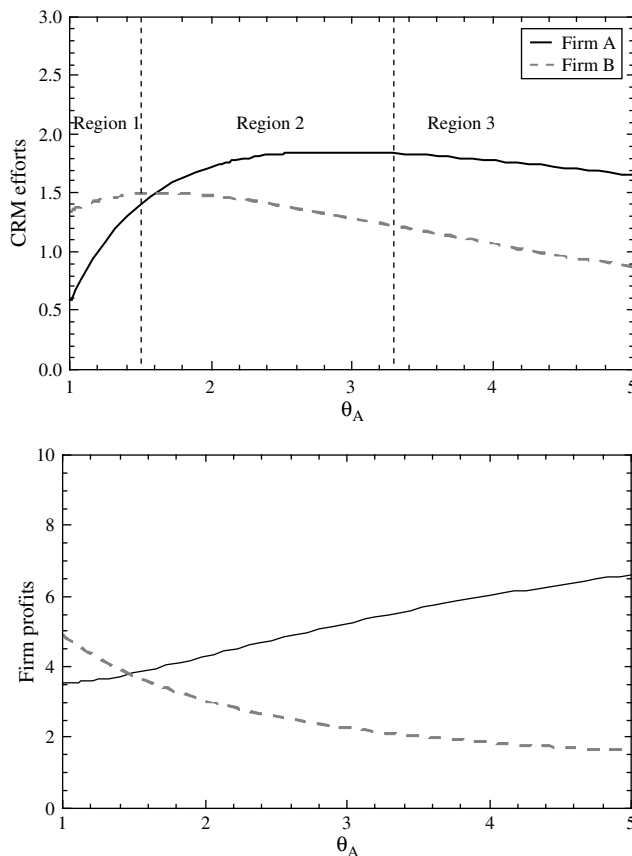 3.0
Firm A
Firm B
2.5
Region 1 Region 2 Region 3
2.0
CRM efforts
1.5
1.0
0.5
0.0
1 2 3 4 5
θA
10
8
6
Firm profits
4
2
0
1 2 3 4 5
θA